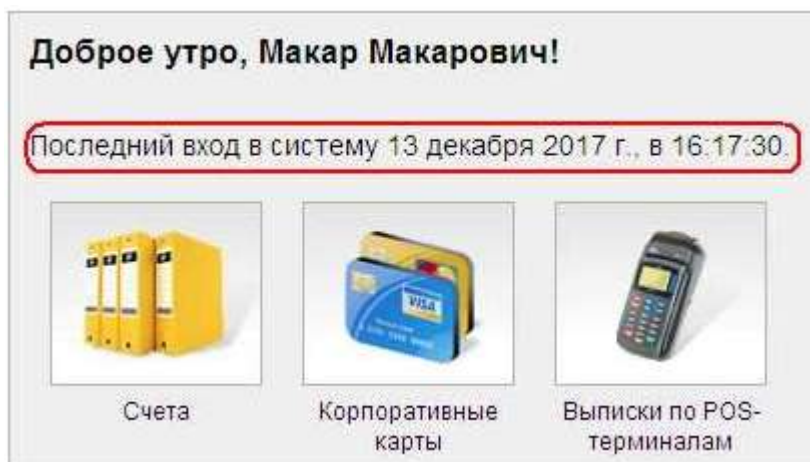 Доброе утро, Макар Макарович!
Последний вход в систему 13 декабря 2017 г., в 16:17:30.
VISA
Счета
Корпоративные
карты
Выписки по POS-
терминалам